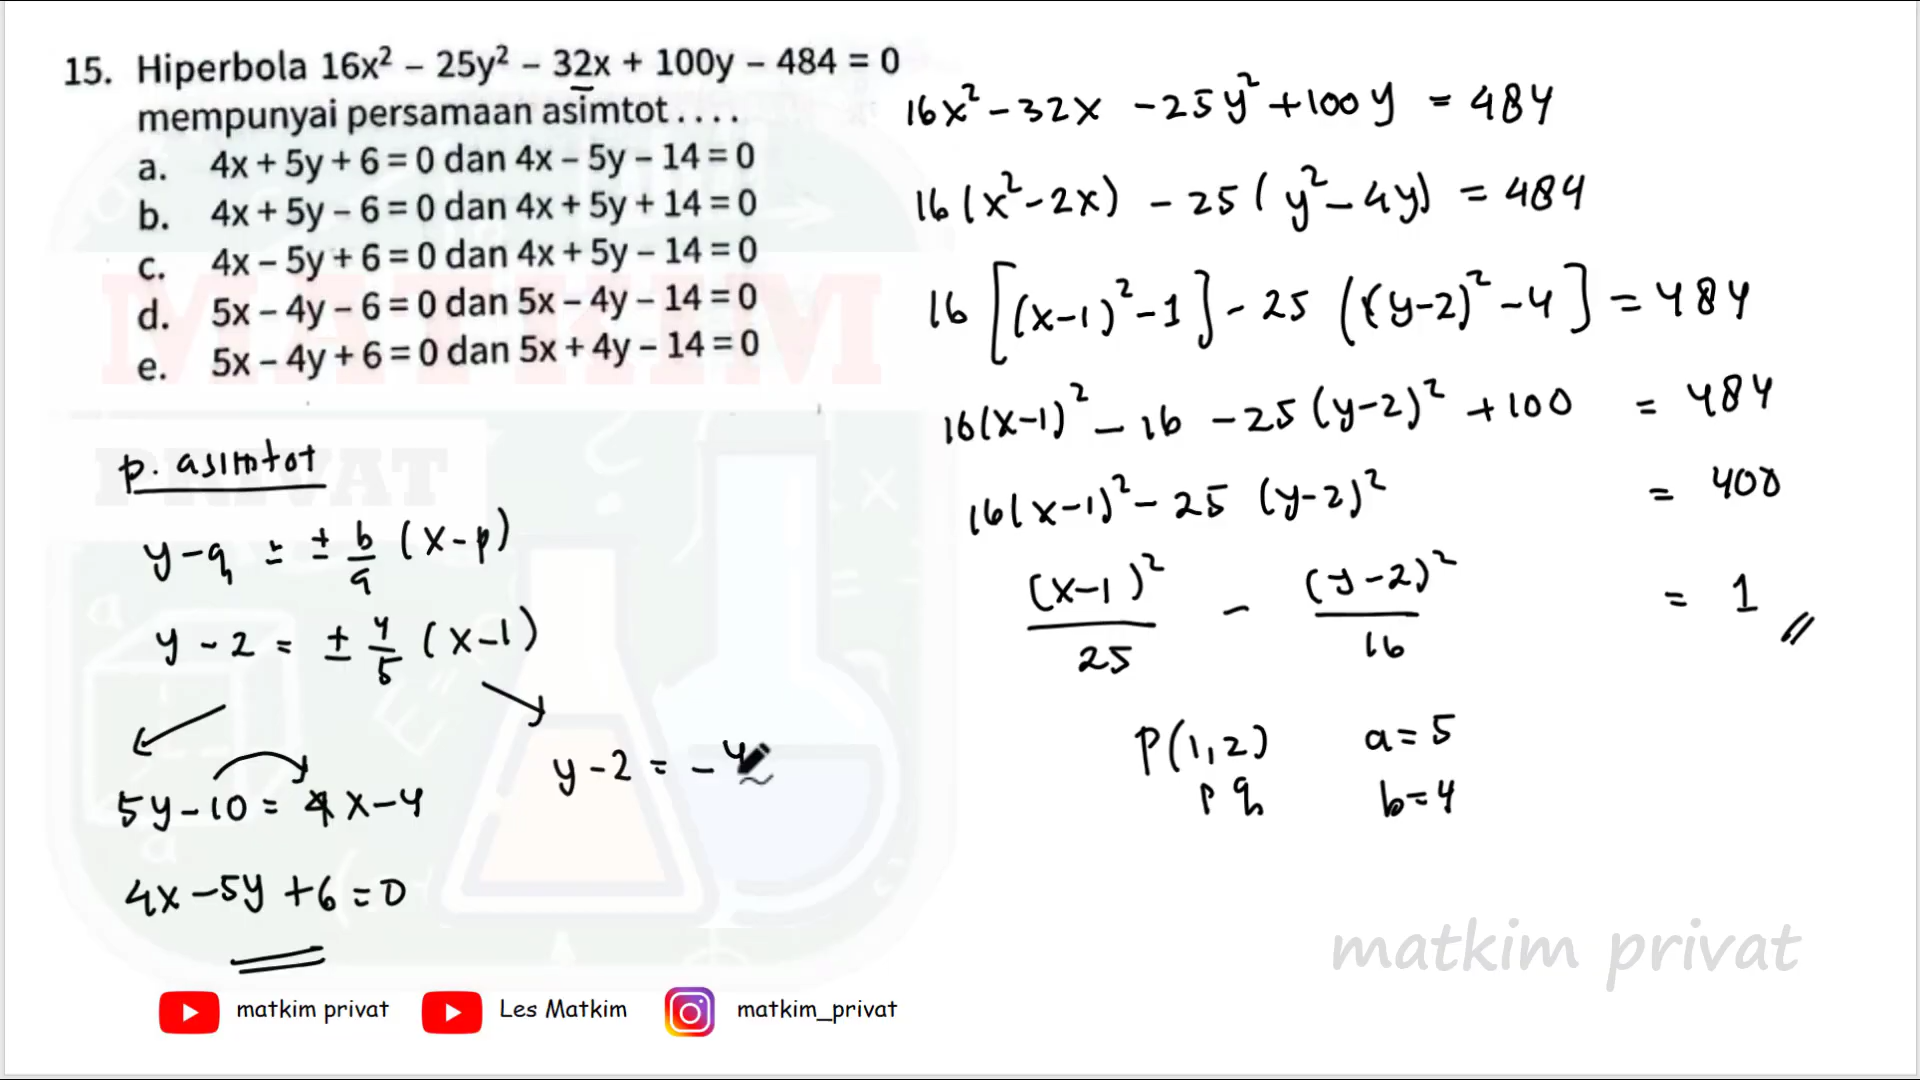 15. Hiperbola 16x² – 25y² – 32x + 100y – 484 = 0
mempunyai persamaan asimtot . . . .
a. 4x + 5y + 6 = 0 dan 4x – 5y – 14 = 0
b. 4x + 5y – 6 = 0 dan 4x + 5y + 14 = 0
c. 4x – 5y + 6 = 0 dan 4x + 5y – 14 = 0
d. 5x – 4y – 6 = 0 dan 5x – 4y – 14 = 0
e. 5x – 4y + 6 = 0 dan 5x + 4y – 14 = 0
MATKIM
PRIVAT
p. asimtot
y - q = ± b/a (x - p)
y - 2 = ± 4/5 (x - 1)
5y - 10 = 4x - 4
4x - 5y + 6 = 0
y - 2 = - 4
16x² - 32x - 25y² + 100y = 484
16(x² - 2x) - 25(y² - 4y) = 484
16[(x-1)² - 1] - 25((y-2)² - 4] = 484
16(x-1)² - 16 - 25(y-2)² + 100 = 484
16(x-1)² - 25(y-2)² = 400
(x-1)²/25 - (y-2)²/16 = 1
P(1,2) a = 5
p q b = 4
matkim privat
matkim privat Les Matkim matkim_privat